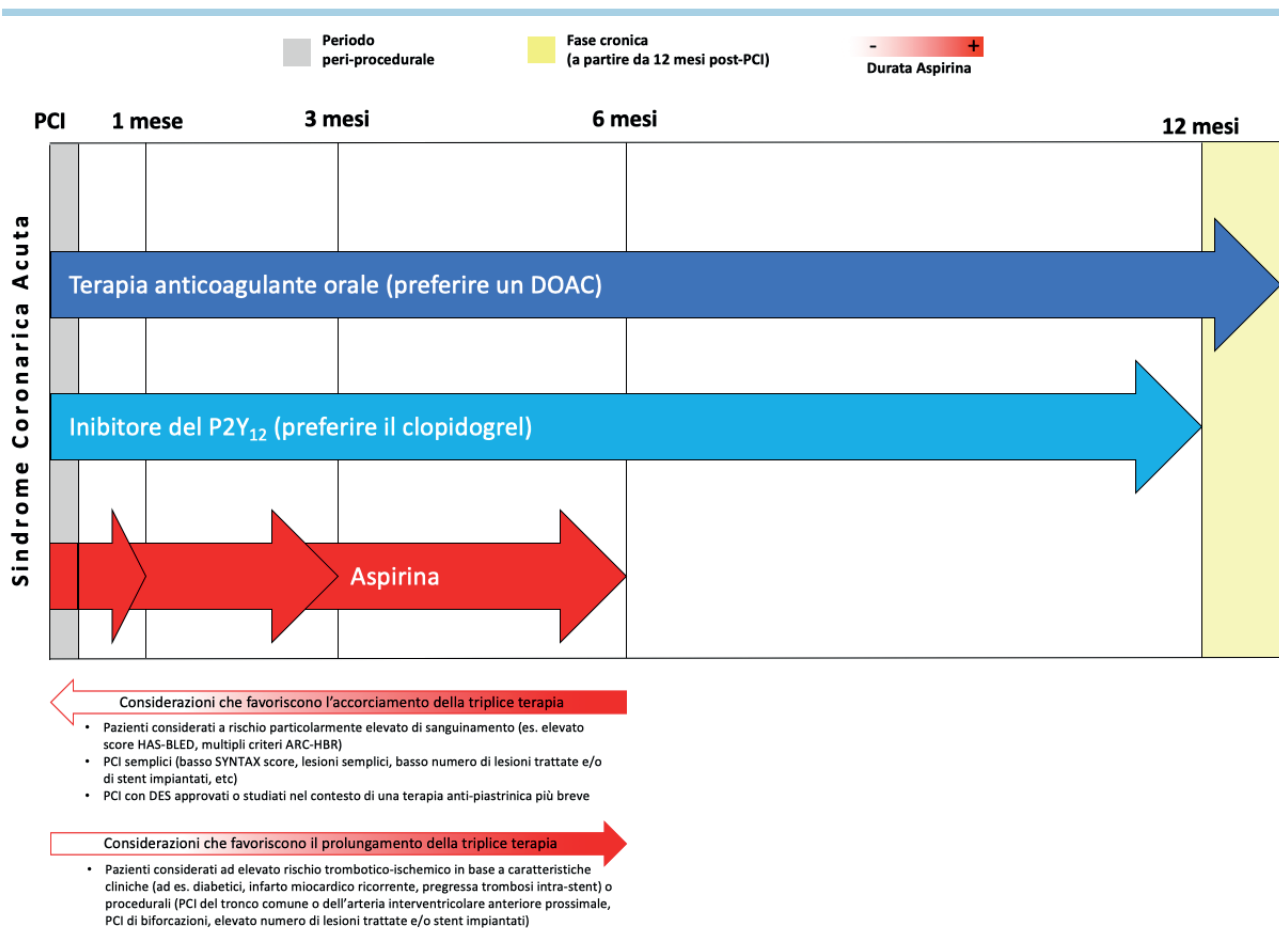 Periodo
peri-procedurale
Fase cronica
(a partire da 12 mesi post-PCI)
- +
Durata Aspirina
PCI 1 mese 3 mesi 6 mesi 12 mesi
Sindrome Coronarica Acuta
Terapia anticoagulante orale (preferire un DOAC)
Inibitore del P2Y₁₂ (preferire il clopidogrel)
Aspirina
Considerazioni che favoriscono l'accorciamento della triplice terapia
• Pazienti considerati a rischio particolarmente elevato di sanguinamento (es. elevato
score HAS-BLED, multipli criteri ARC-HBR)
• PCI semplici (basso SYNTAX score, lesioni semplici, basso numero di lesioni trattate e/o
di stent impiantati, etc)
• PCI con DES approvati o studiati nel contesto di una terapia anti-piastrinica più breve
Considerazioni che favoriscono il prolungamento della triplice terapia
• Pazienti considerati ad elevato rischio trombotico-ischemico in base a caratteristiche
cliniche (ad es. diabetici, infarto miocardico ricorrente, pregressa trombosi intra-stent) o
procedurali (PCI del tronco comune o dell'arteria interventricolare anteriore prossimale,
PCI di biforcazioni, elevato numero di lesioni trattate e/o stent impiantati)